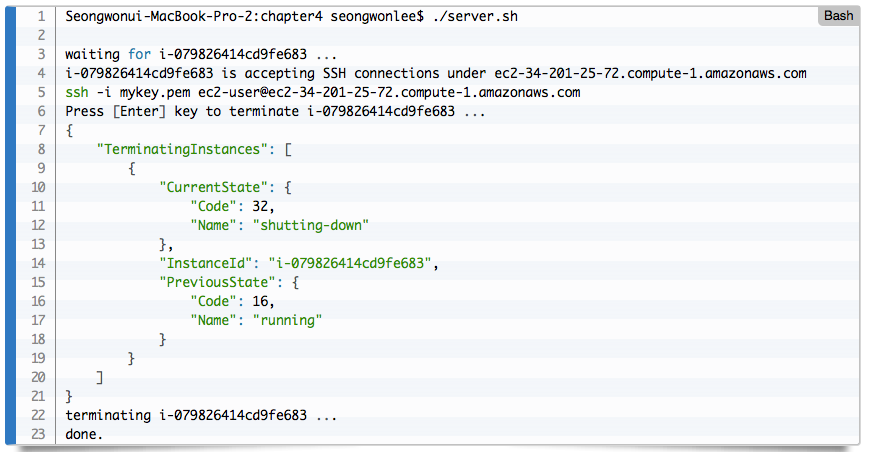 Bash
1 Seongwonui-MacBook-Pro-2:chapter4 seongwonlee$ ./server.sh
2
3 waiting for i-079826414cd9fe683 ...
4 i-079826414cd9fe683 is accepting SSH connections under ec2-34-201-25-72.compute-1.amazonaws.com
5 ssh -i mykey.pem ec2-user@ec2-34-201-25-72.compute-1.amazonaws.com
6 Press [Enter] key to terminate i-079826414cd9fe683 ...
7 {
8     "TerminatingInstances": [
9         {
10             "CurrentState": {
11                 "Code": 32,
12                 "Name": "shutting-down"
13             },
14             "InstanceId": "i-079826414cd9fe683",
15             "PreviousState": {
16                 "Code": 16,
17                 "Name": "running"
18             }
19         }
20     ]
21 }
22 terminating i-079826414cd9fe683 ...
23 done.